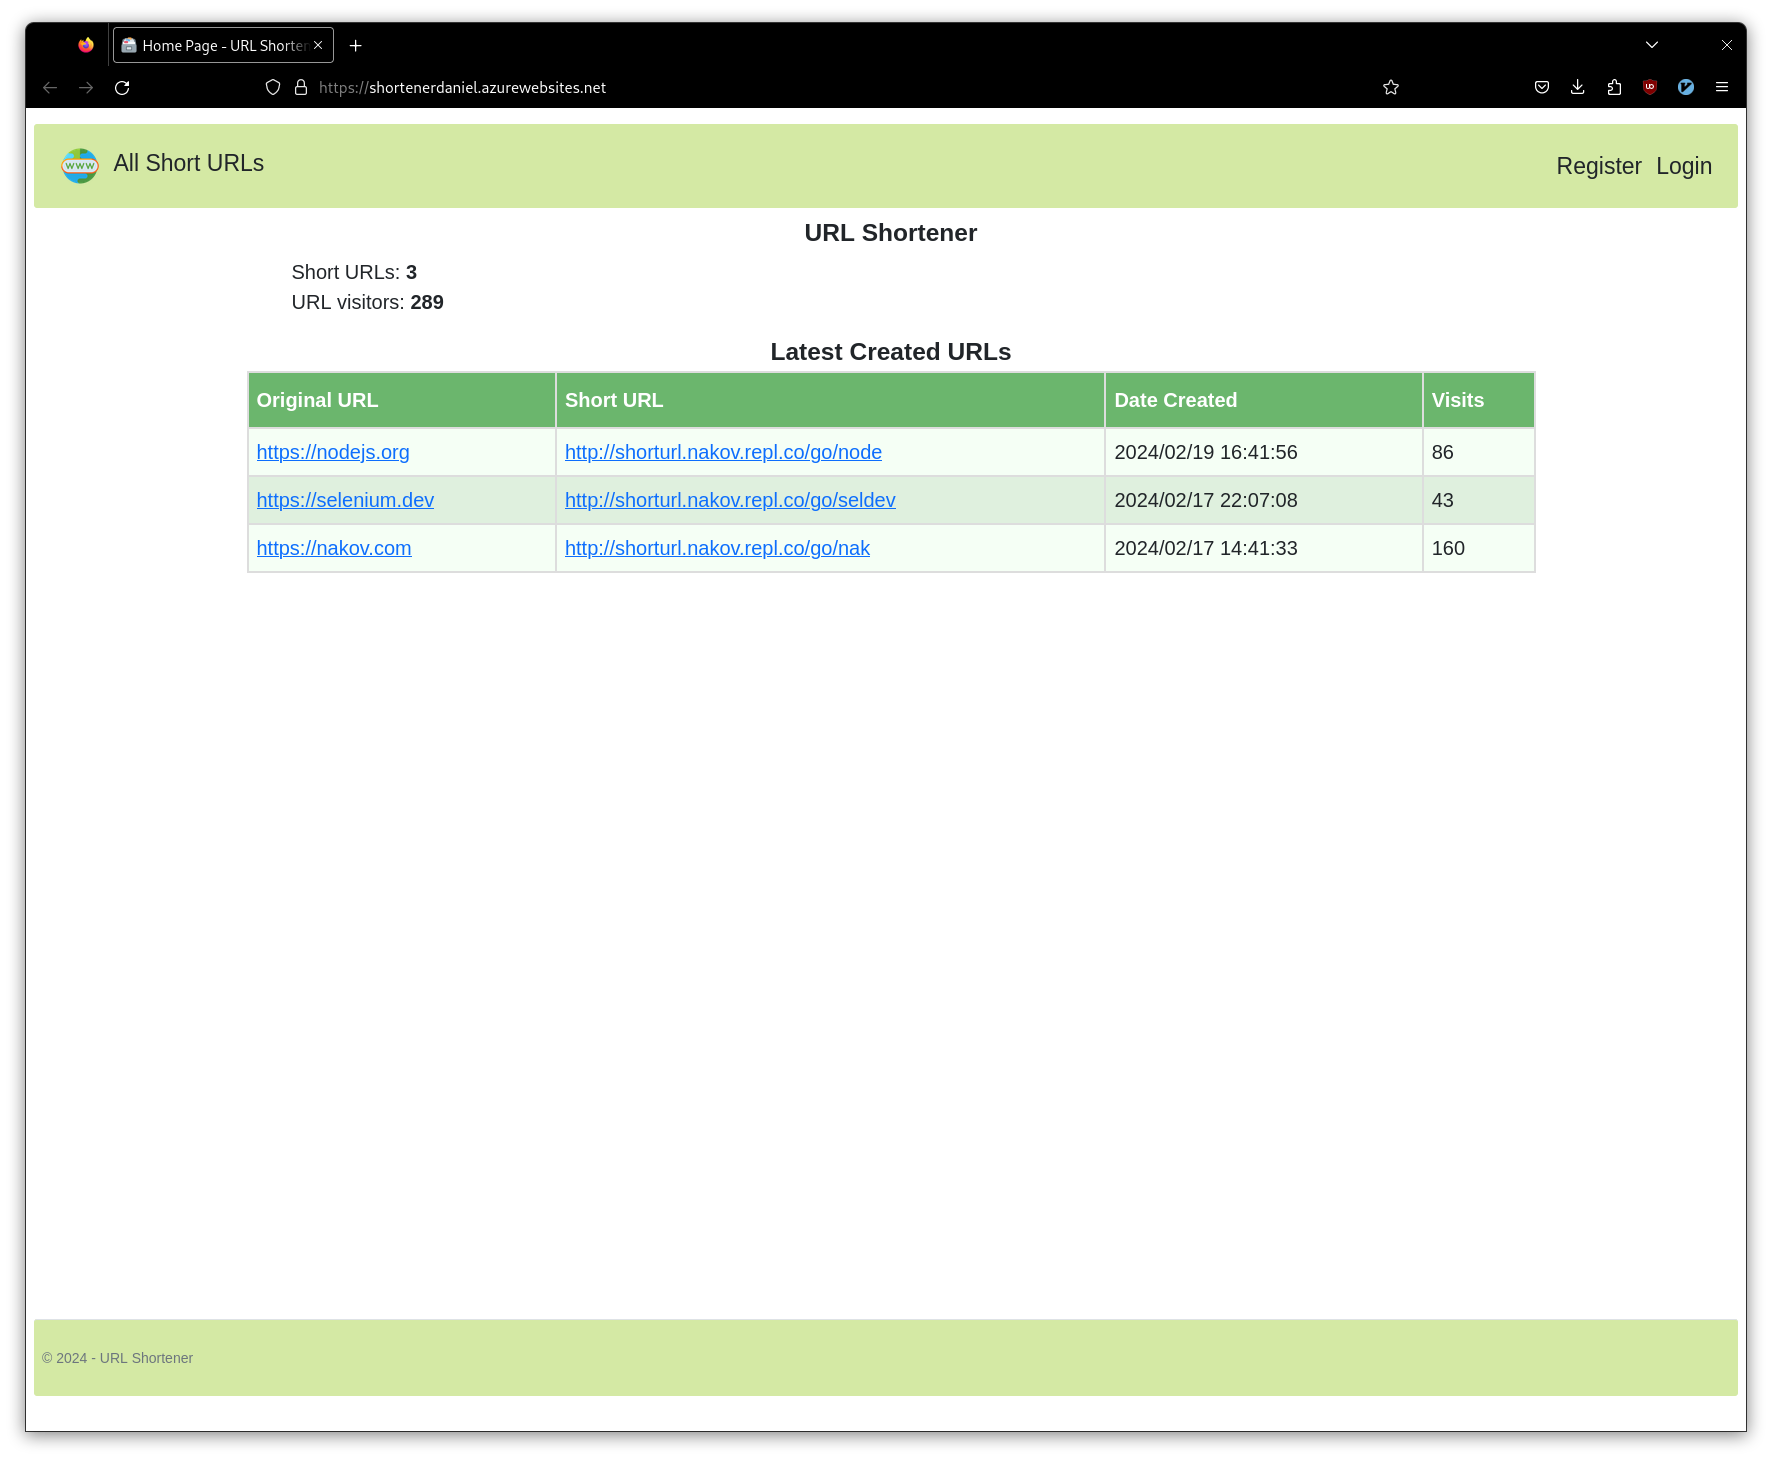 Home Page - URL Shorten
https://shortenerdaniel.azurewebsites.net
www All Short URLs Register Login
URL Shortener
Short URLs: 3
URL visitors: 289
Latest Created URLs
Original URL Short URL Date Created Visits
https://nodejs.org http://shorturl.nakov.repl.co/go/node 2024/02/19 16:41:56 86
https://selenium.dev http://shorturl.nakov.repl.co/go/seldev 2024/02/17 22:07:08 43
https://nakov.com http://shorturl.nakov.repl.co/go/nak 2024/02/17 14:41:33 160
© 2024 - URL Shortener